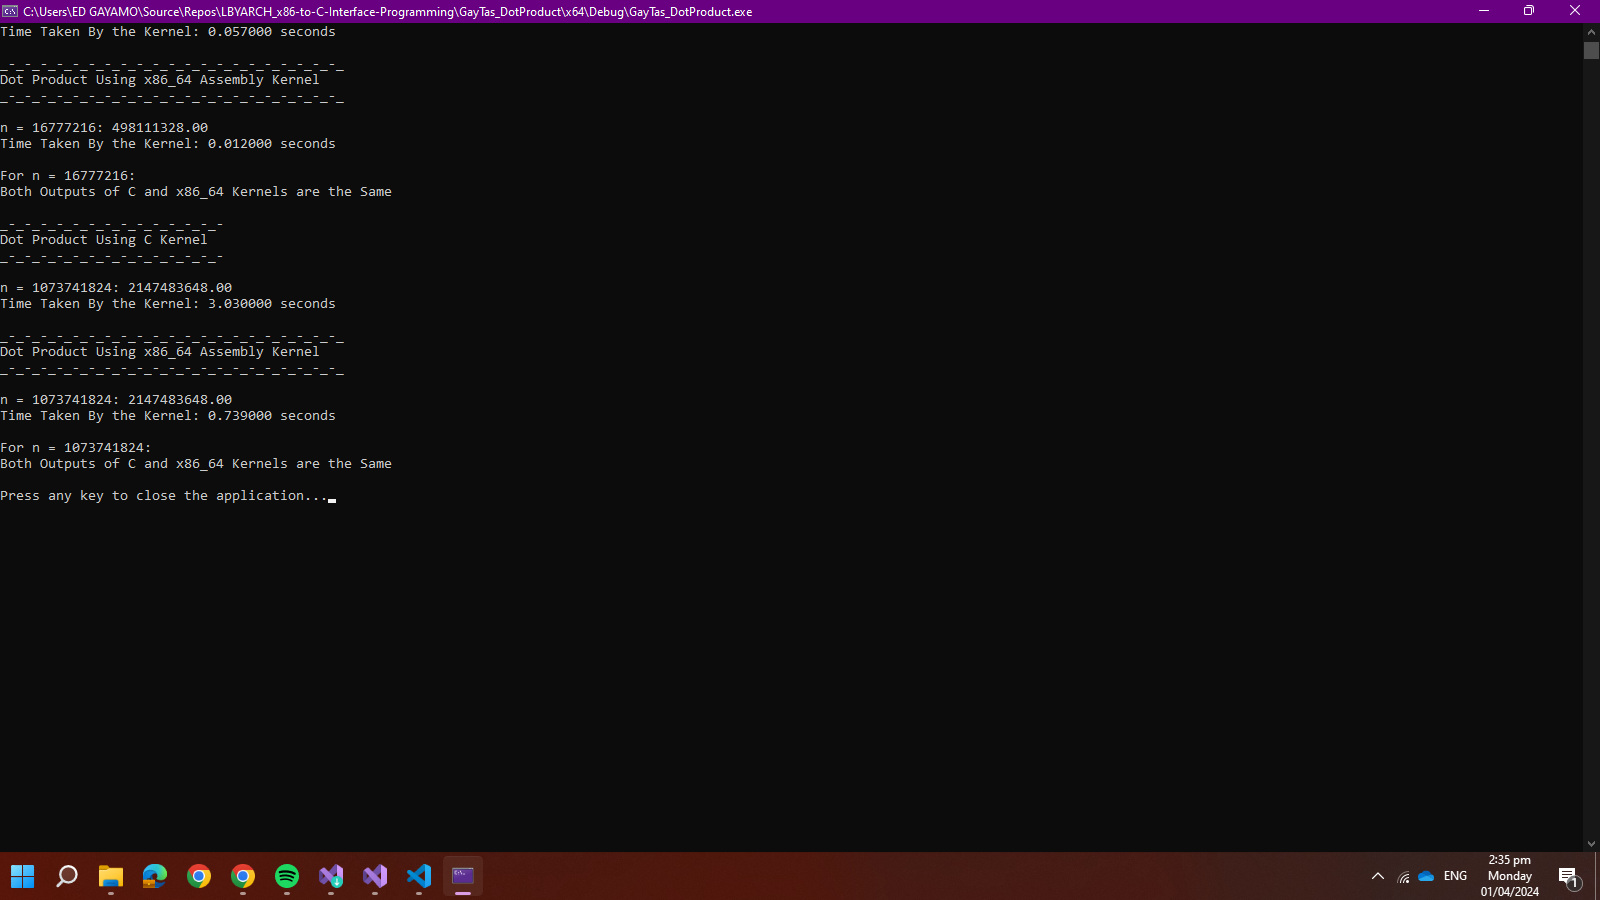 C:\Users\ED GAYAMO\Source\Repos\LBYARCH_x86-to-C-Interface-Programming\GayTas_DotProduct\x64\Debug\GayTas_DotProduct.exe
Time Taken By the Kernel: 0.057000 seconds
_-_-_-_-_-_-_-_-_-_-_-_-_-_-_-_-_-_-_-_-_-_
Dot Product Using x86_64 Assembly Kernel
_-_-_-_-_-_-_-_-_-_-_-_-_-_-_-_-_-_-_-_-_-_
n = 16777216: 498111328.00
Time Taken By the Kernel: 0.012000 seconds
For n = 16777216:
Both Outputs of C and x86_64 Kernels are the Same
_-_-_-_-_-_-_-_-_-_-_-_-_-_-
Dot Product Using C Kernel
_-_-_-_-_-_-_-_-_-_-_-_-_-_-
n = 1073741824: 2147483648.00
Time Taken By the Kernel: 3.030000 seconds
_-_-_-_-_-_-_-_-_-_-_-_-_-_-_-_-_-_-_-_-_-_
Dot Product Using x86_64 Assembly Kernel
_-_-_-_-_-_-_-_-_-_-_-_-_-_-_-_-_-_-_-_-_-_
n = 1073741824: 2147483648.00
Time Taken By the Kernel: 0.739000 seconds
For n = 1073741824:
Both Outputs of C and x86_64 Kernels are the Same
Press any key to close the application...
ENG
2:35 pm
Monday
01/04/2024
1